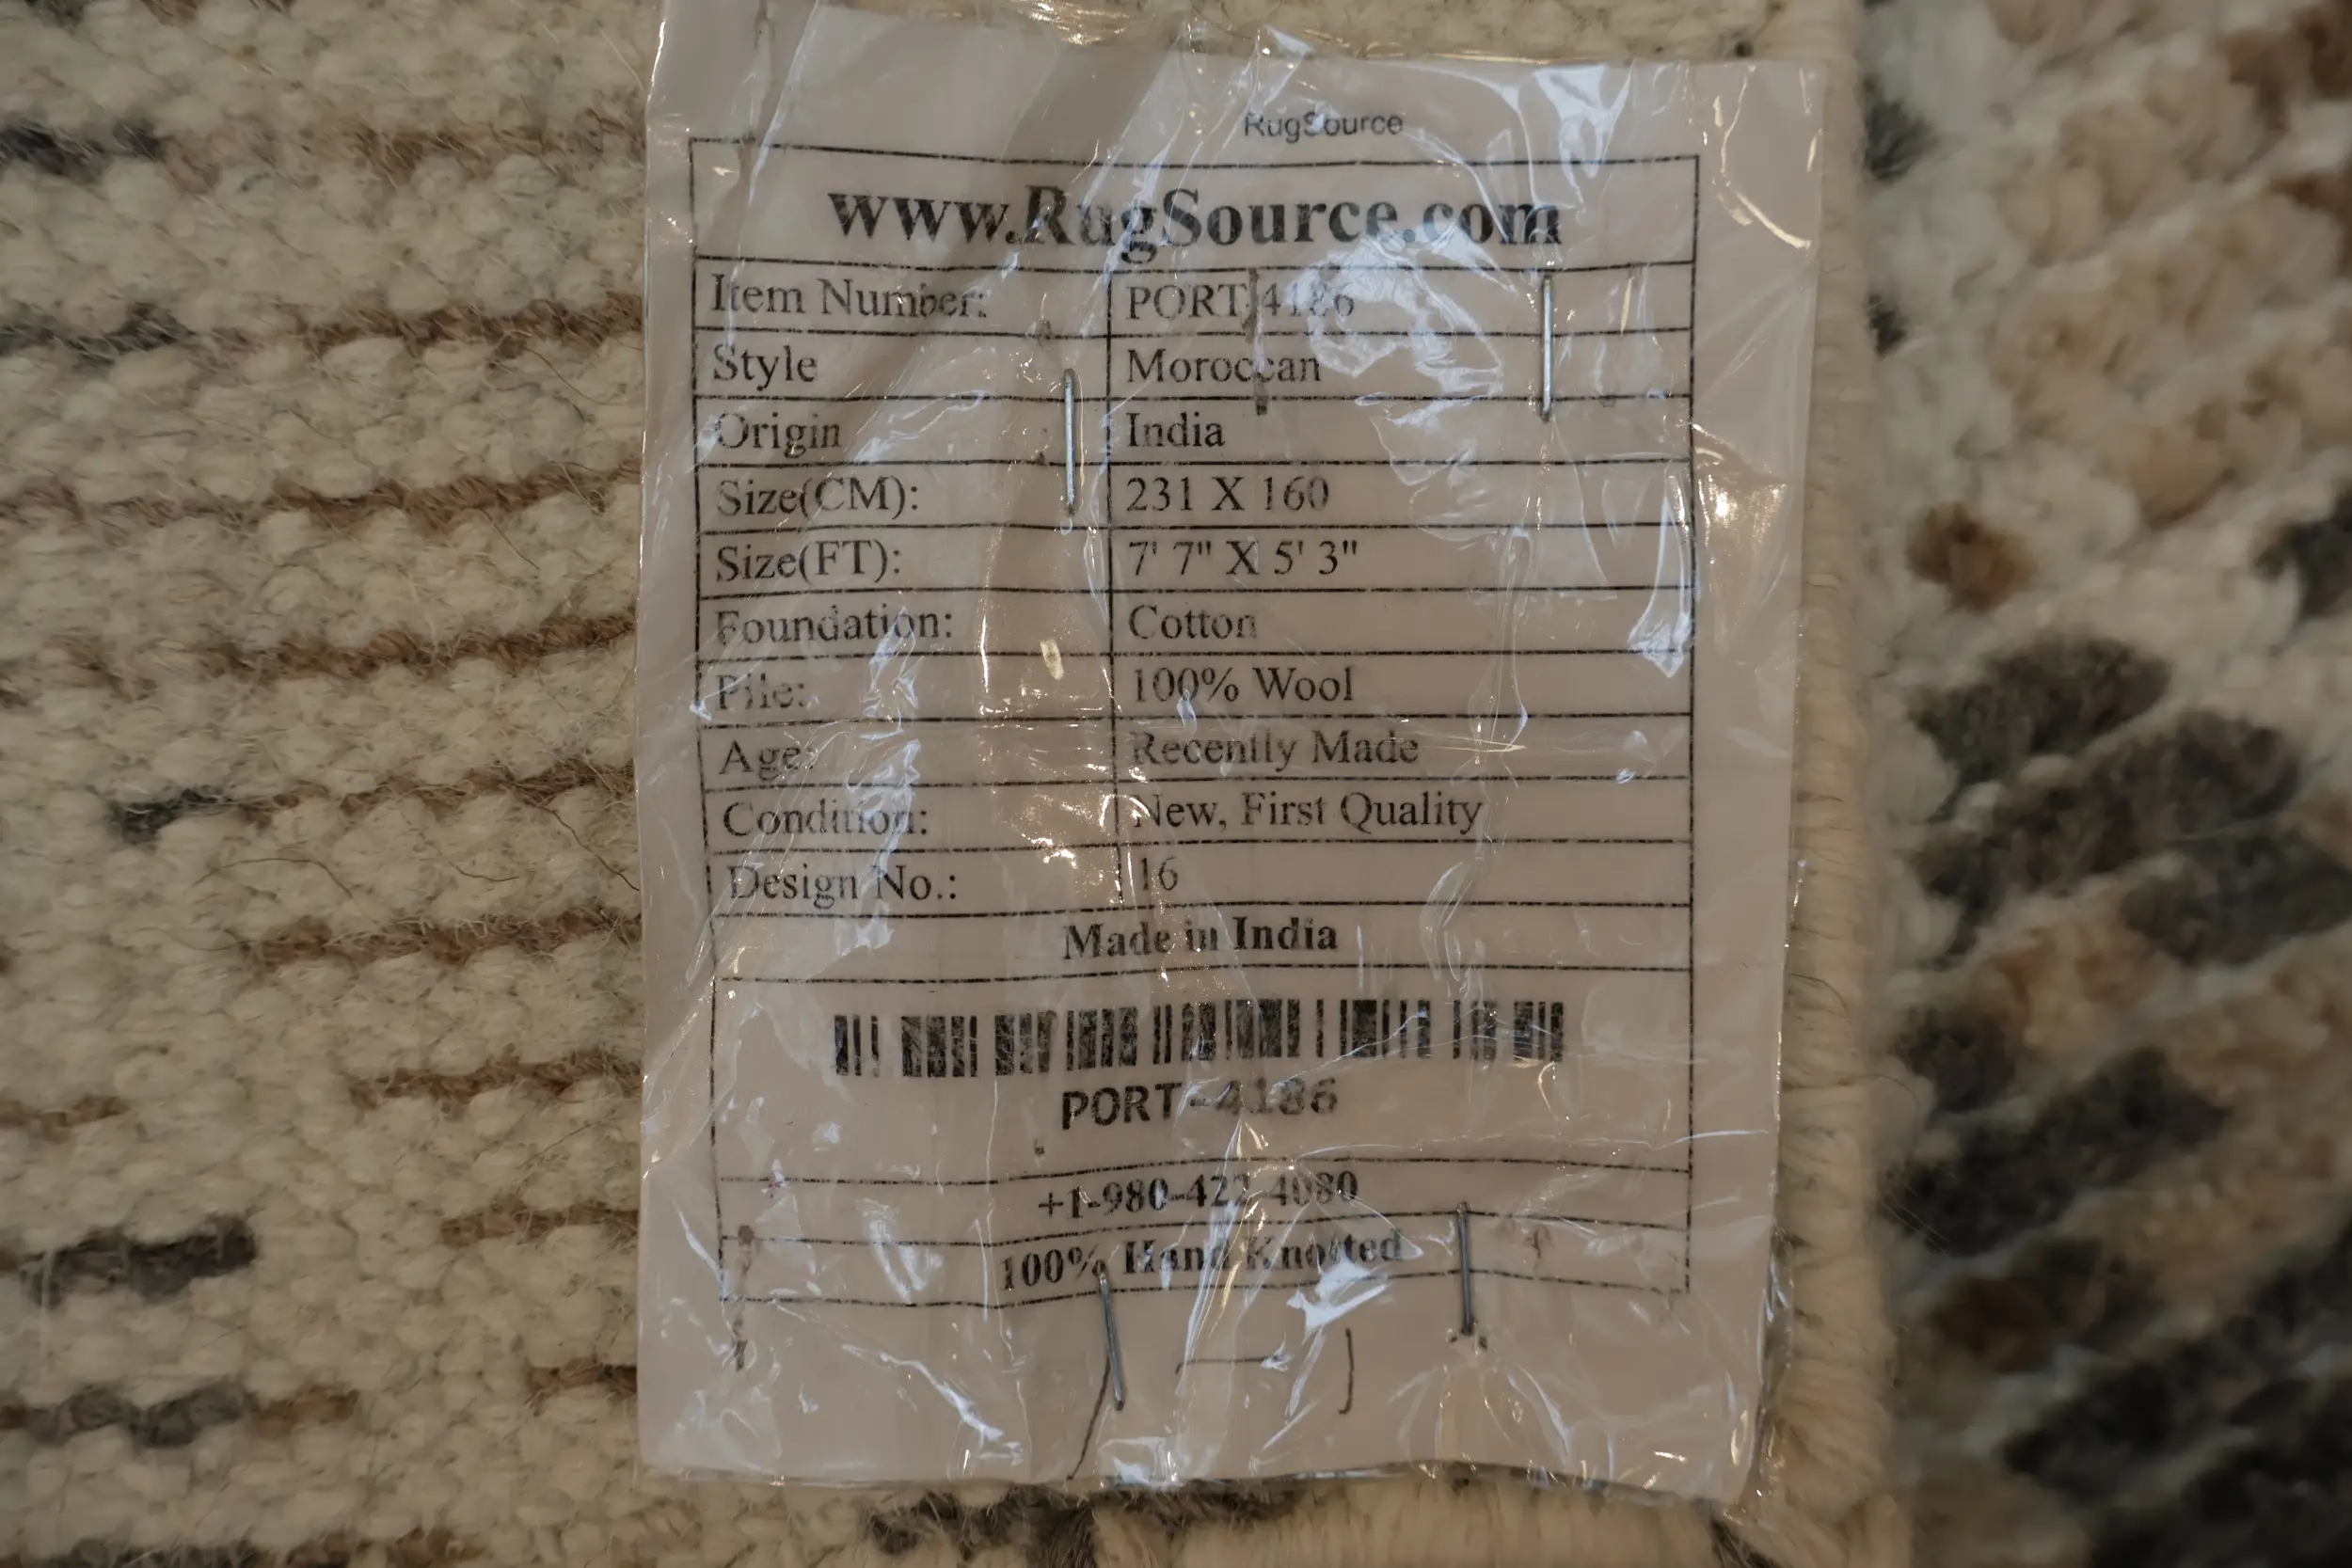 RugSource
www.RugSource.com
Item Number: PORT 4186
Style Moroccan
Origin India
Size(CM): 231 X 160
Size(FT): 7' 7" X 5' 3"
Foundation: Cotton
Pile: 100% Wool
Age: Recently Made
Condition: New, First Quality
Design No.: 16
Made in India
PORT-4186
+1-980-422-4080
100% Hand Knotted